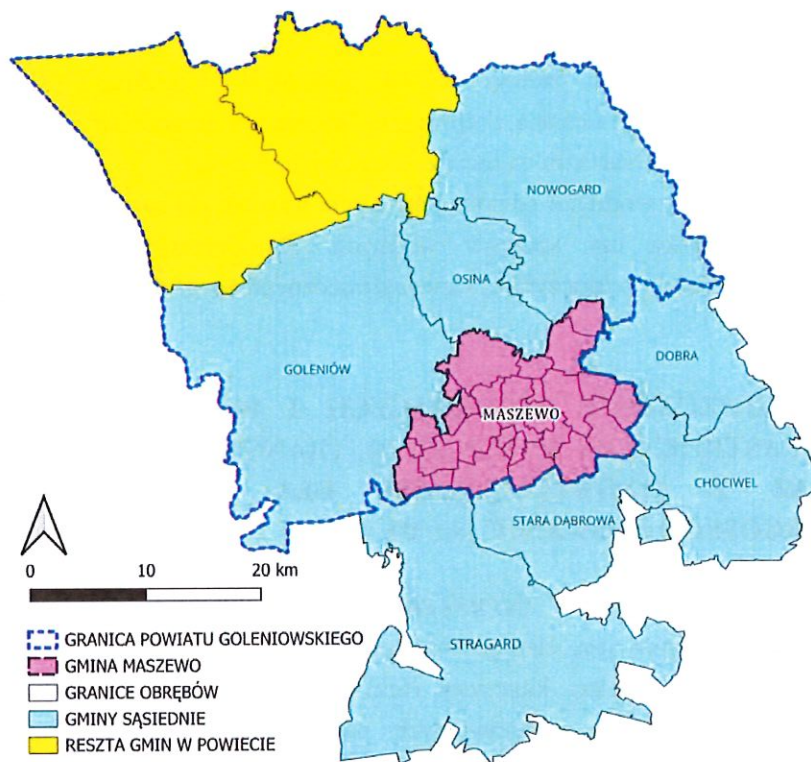 NOWOGARD
OSINA
GOLENIÓW
DOBRA
MASZEWO
CHOCIWEL
STARA DĄBROWA
STRAGARD
0 10 20 km
GRANICA POWIATU GOLENIOWSKIEGO
GMINA MASZEWO
GRANICE OBRĘBÓW
GMINY SĄSIEDNIE
RESZTA GMIN W POWIECIE